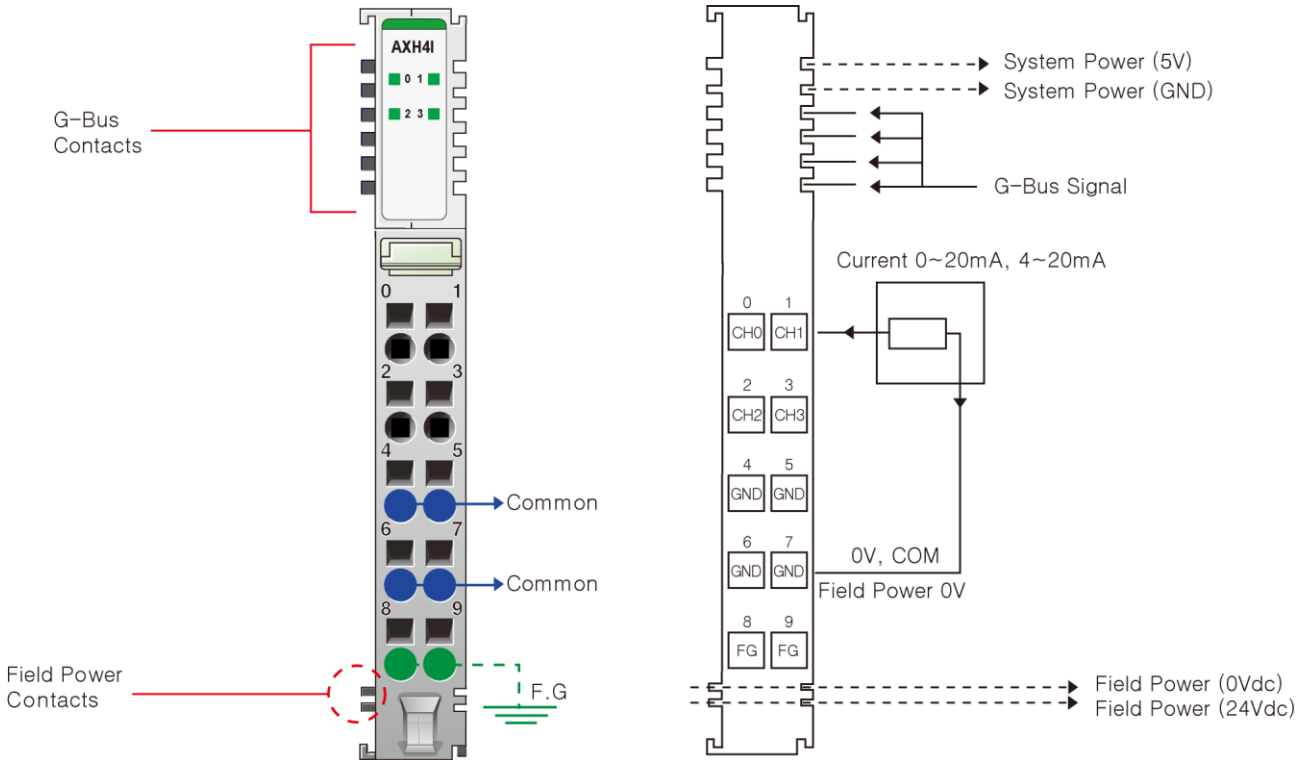 AXH4I
0 1
2 3
G-Bus
Contacts
0 1
2 3
4 5
Common
6 7
Common
8 9
F.G
Field Power
Contacts
System Power (5V)
System Power (GND)
G-Bus Signal
Current 0~20mA, 4~20mA
0 1
CH0 CH1
2 3
CH2 CH3
4 5
GND GND
6 7
GND GND
0V, COM
Field Power 0V
8 9
FG FG
Field Power (0Vdc)
Field Power (24Vdc)